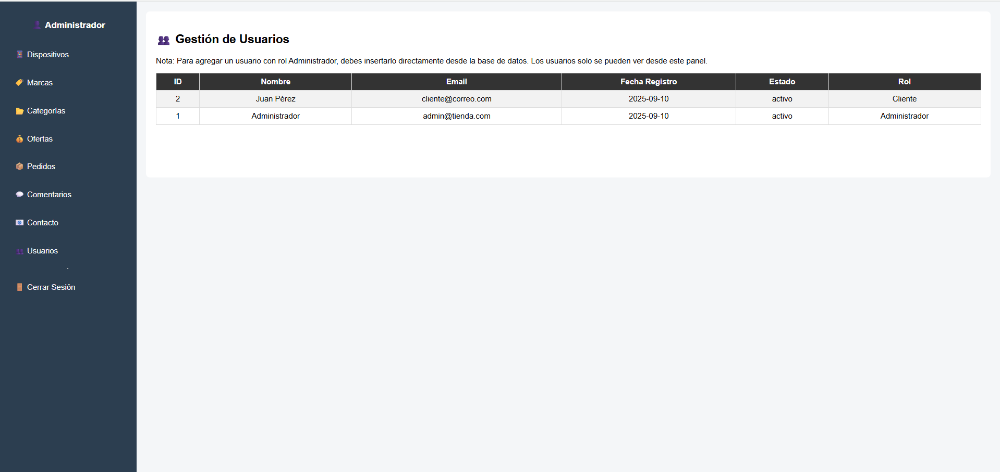 Administrador
Dispositivos
Marcas
Categorías
Ofertas
Pedidos
Comentarios
Contacto
Usuarios
.
Cerrar Sesión
Gestión de Usuarios
Nota: Para agregar un usuario con rol Administrador, debes insertarlo directamente desde la base de datos. Los usuarios solo se pueden ver desde este panel.
ID Nombre Email Fecha Registro Estado Rol
2 Juan Pérez cliente@correo.com 2025-09-10 activo Cliente
1 Administrador admin@tienda.com 2025-09-10 activo Administrador